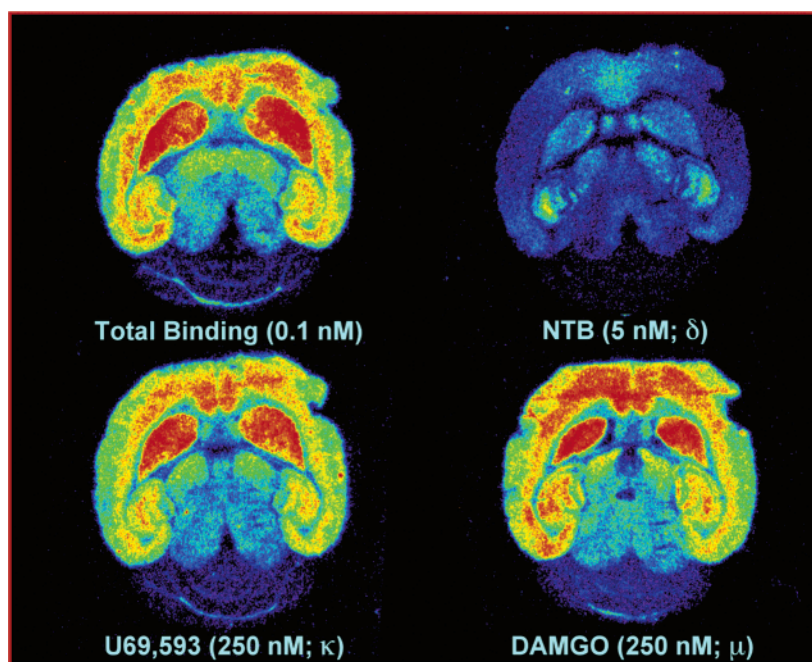 Total Binding (0.1 nM)
NTB (5 nM; δ)
U69,593 (250 nM; κ)
DAMGO (250 nM; μ)